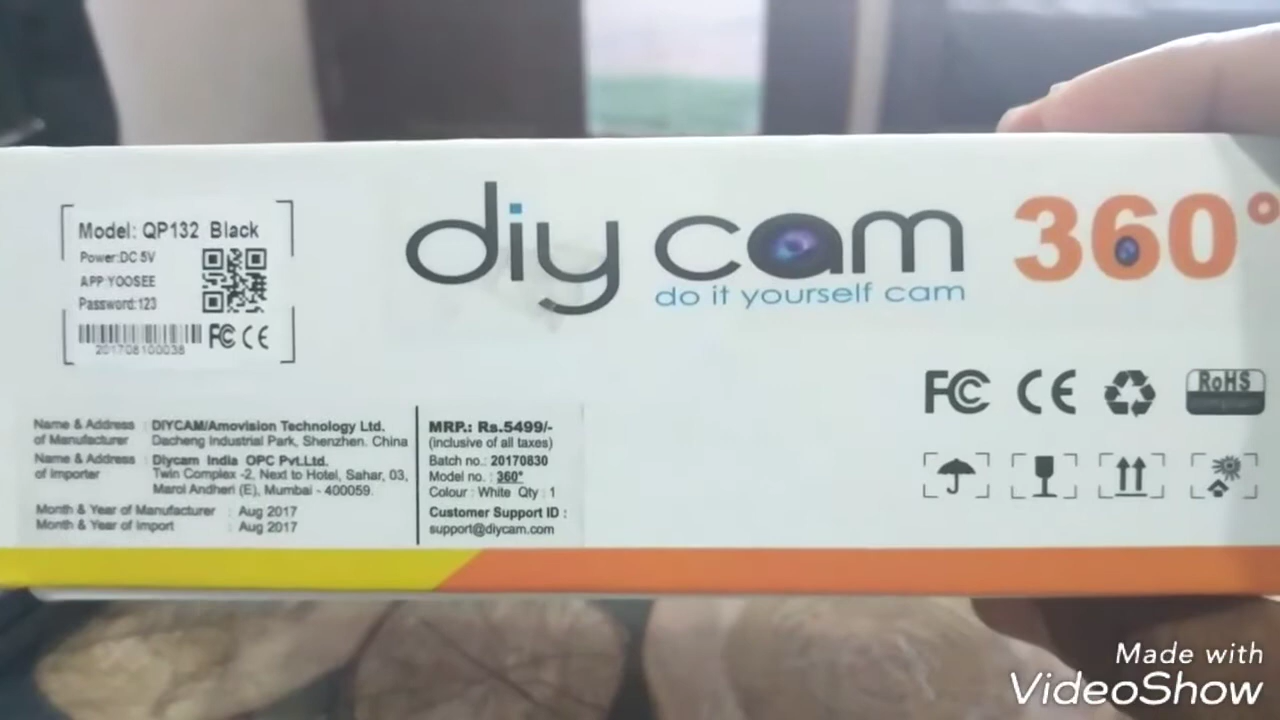 Model: QP132 Black
Power:DC 5V
APP YOOSEE
Password:123
201708100038
FC CE
diy cam
do it yourself cam
360°
FC CE
RoHS
Name & Address of Manufacturer : DIYCAM/Amovision Technology Ltd.
Dacheng Industrial Park, Shenzhen. China
Name & Address of Importer : Diycam India OPC Pvt.Ltd.
Twin Complex -2, Next to Hotel, Sahar, 03,
Marol Andheri (E), Mumbai - 400059.
Month & Year of Manufacturer : Aug 2017
Month & Year of Import : Aug 2017
MRP.: Rs.5499/-
(inclusive of all taxes)
Batch no.: 20170830
Model no. : 360°
Colour : White Qty : 1
Customer Support ID :
support@diycam.com
Made with
VideoShow